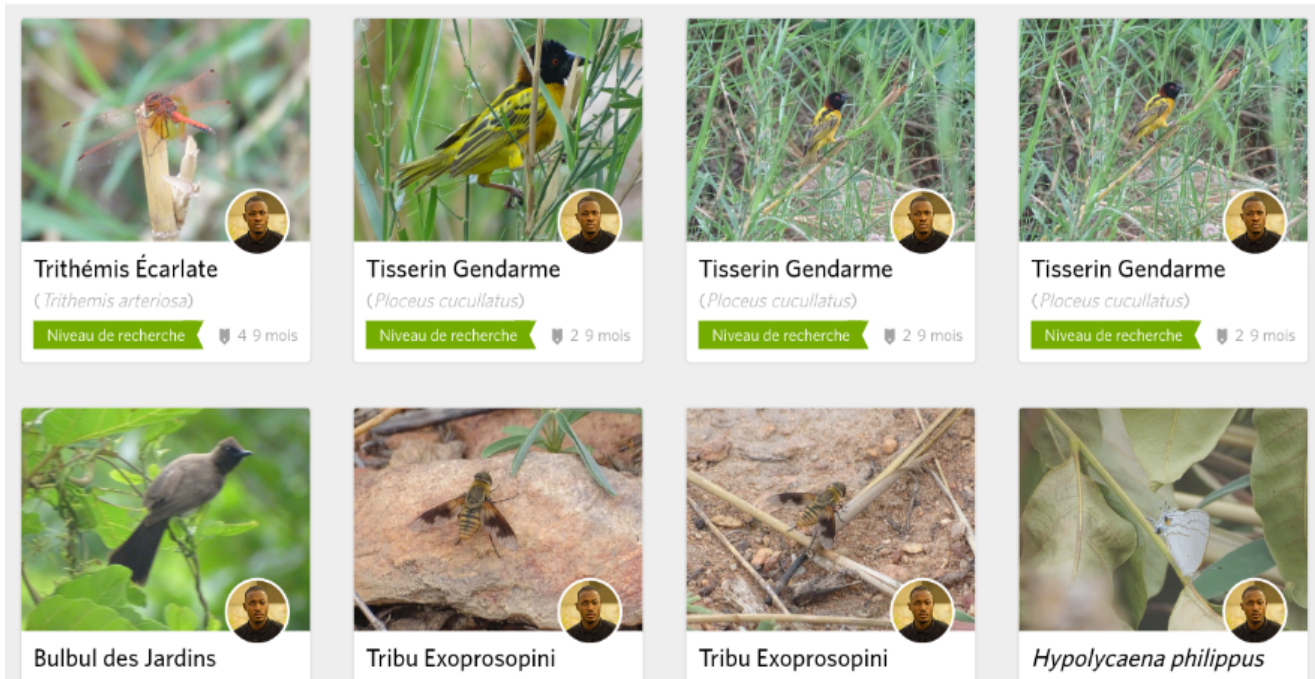 Trithémis Écarlate
(Trithemis arteriosa)
Niveau de recherche 4 9 mois
Tisserin Gendarme
(Ploceus cucullatus)
Niveau de recherche 2 9 mois
Tisserin Gendarme
(Ploceus cucullatus)
Niveau de recherche 2 9 mois
Tisserin Gendarme
(Ploceus cucullatus)
Niveau de recherche 2 9 mois
Bulbul des Jardins
Tribu Exoprosopini
Tribu Exoprosopini
Hypolycaena philippus